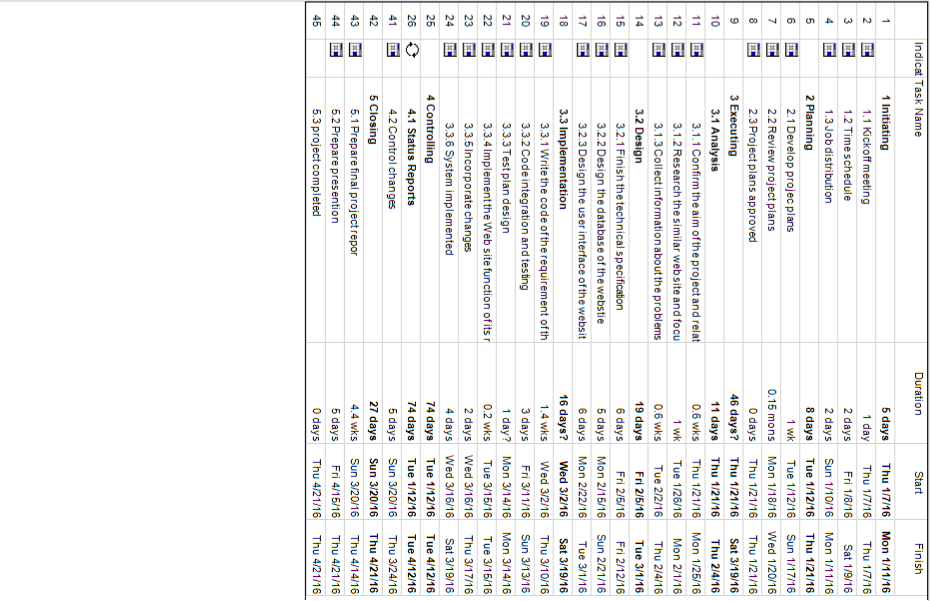 Indicat Task Name Duration Start Finish
1 1 Initiating 5 days Thu 1/7/16 Mon 1/11/16
2 1.1 Kickoff meeting 1 day Thu 1/7/16 Thu 1/7/16
3 1.2 Time schedule 2 days Fri 1/8/16 Sat 1/9/16
4 1.3 Job distribution 2 days Sun 1/10/16 Mon 1/11/16
5 2 Planning 8 days Tue 1/12/16 Thu 1/21/16
6 2.1 Develop projec plans 1 wk Tue 1/12/16 Sun 1/17/16
7 2.2 Review project plans 0.15 mons Mon 1/18/16 Wed 1/20/16
8 2.3 Project plans approved 0 days Thu 1/21/16 Thu 1/21/16
9 3 Executing 46 days? Thu 1/21/16 Sat 3/19/16
10 3.1 Analysis 11 days Thu 1/21/16 Thu 2/4/16
11 3.1.1 Confirm the aim of the project and relat 0.6 wks Thu 1/21/16 Mon 1/25/16
12 3.1.2 Research the similar web site and focu 1 wk Tue 1/26/16 Mon 2/1/16
13 3.1.3 Collect information about the problems 0.6 wks Tue 2/2/16 Thu 2/4/16
14 3.2 Design 19 days Fri 2/5/16 Tue 3/1/16
15 3.2.1 Finish the technical specification 6 days Fri 2/5/16 Fri 2/12/16
16 3.2.2 Design the database of the webstie 5 days Mon 2/15/16 Sun 2/21/16
17 3.2.3 Design the user interface of the websit 6 days Mon 2/22/16 Tue 3/1/16
18 3.3 Implementation 16 days? Wed 3/2/16 Sat 3/19/16
19 3.3.1 Write the code of the requirement of th 1.4 wks Wed 3/2/16 Thu 3/10/16
20 3.3.2 Code integration and testing 3 days Fri 3/11/16 Sun 3/13/16
21 3.3.3 Test plan design 1 day? Mon 3/14/16 Mon 3/14/16
22 3.3.4 Implement the Web site function of its r 0.2 wks Tue 3/15/16 Tue 3/15/16
23 3.3.5 Incorporate changes 2 days Wed 3/16/16 Thu 3/17/16
24 3.3.6 System implemented 4 days Wed 3/16/16 Sat 3/19/16
25 4 Controlling 74 days Tue 1/12/16 Tue 4/12/16
26 4.1 Status Reports 74 days Tue 1/12/16 Tue 4/12/16
41 4.2 Control changes 5 days Sun 3/20/16 Thu 3/24/16
42 5 Closing 27 days Sun 3/20/16 Thu 4/21/16
43 5.1 Prepare final project repor 4.4 wks Sun 3/20/16 Thu 4/14/16
44 5.2 Prepare presention 5 days Fri 4/15/16 Thu 4/21/16
45 5.3 project completed 0 days Thu 4/21/16 Thu 4/21/16